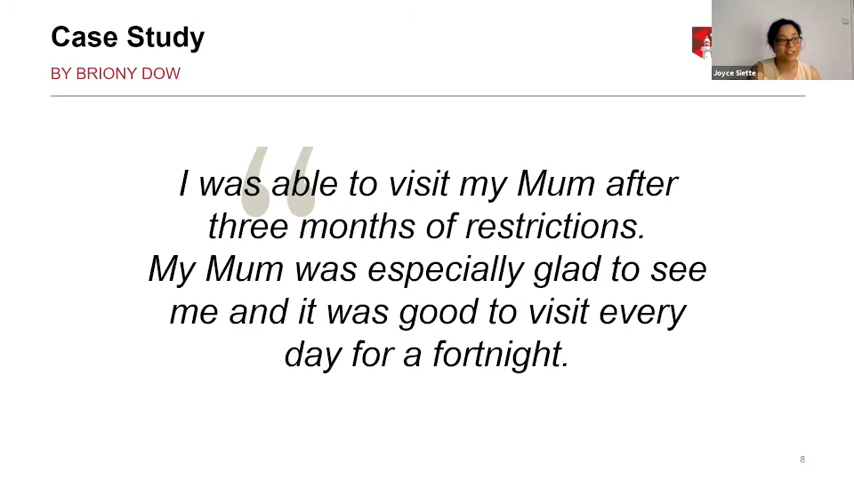 Case Study
BY BRIONY DOW
Joyce Siette
“
I was able to visit my Mum after
three months of restrictions.
My Mum was especially glad to see
me and it was good to visit every
day for a fortnight.
8